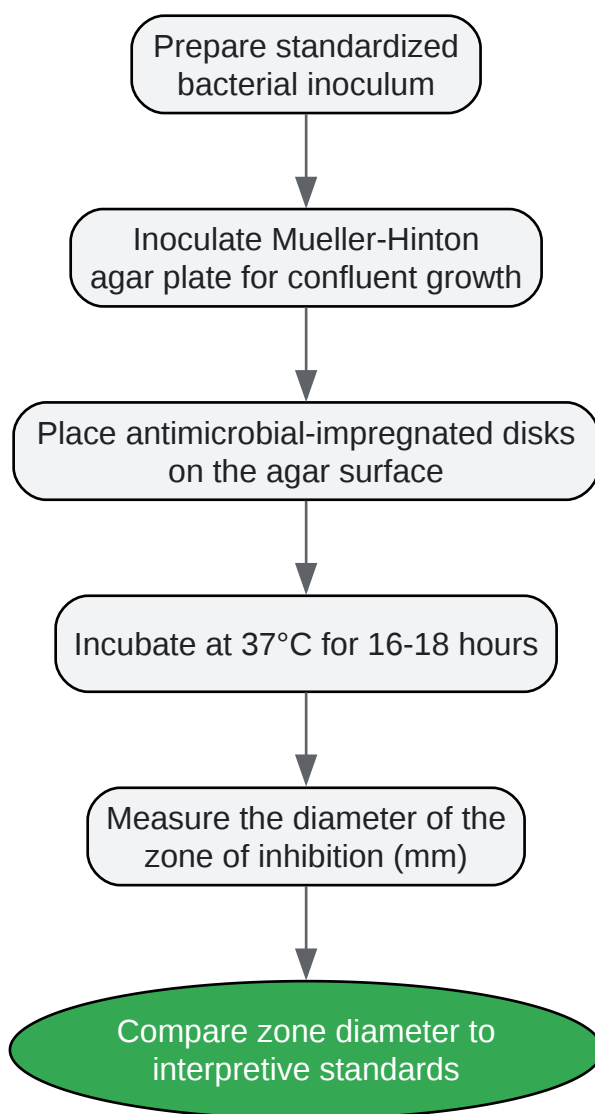 Prepare standardized
bacterial inoculum
Inoculate Mueller-Hinton
agar plate for confluent growth
Place antimicrobial-impregnated disks
on the agar surface
Incubate at 37°C for 16-18 hours
Measure the diameter of the
zone of inhibition (mm)
Compare zone diameter to
interpretive standards